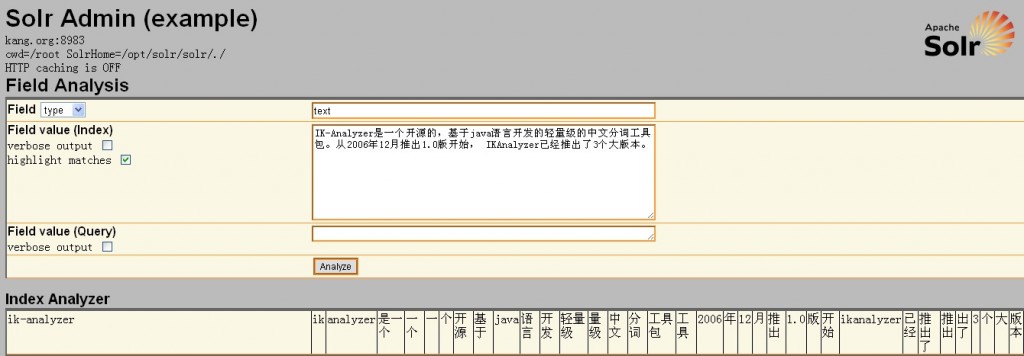 Solr Admin (example)
kang.org:8983
cwd=/root SolrHome=/opt/solr/solr/./
HTTP caching is OFF
Apache
Solr
Field Analysis
Field type text
Field value (Index)
verbose output
highlight matches
IK-Analyzer是一个开源的，基于java语言开发的轻量级的中文分词工具
包。从2006年12月推出1.0版开始， IKAnalyzer已经推出了3个大版本。
Field value (Query)
verbose output
Analyze
Index Analyzer
ik-analyzer ik analyzer 是一个 一个 一 个 开源 基于 java 语言 开发 轻量级 量级 中文 分词 工具包 工具 2006 年 12 月 推出 1.0 版 开始 ikanalyzer 已经 推出了 推出 出了 3 个 大 版本